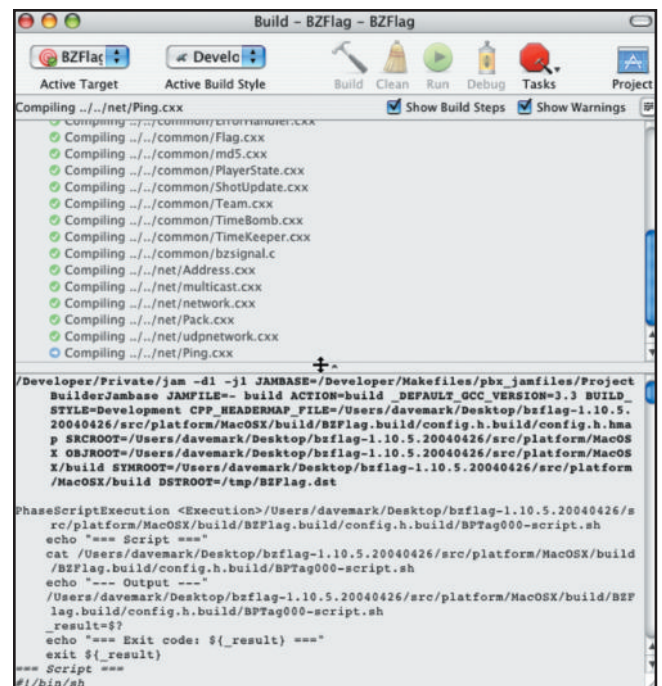 Build – BZFlag – BZFlag
BZFlag
Develo
Active Target
Active Build Style
Build
Clean
Run
Debug
Tasks
Project
Compiling ../../net/Ping.cxx
Show Build Steps
Show Warnings
Compiling ../../common/ErrorHandler.cxx
Compiling ../../common/Flag.cxx
Compiling ../../common/md5.cxx
Compiling ../../common/PlayerState.cxx
Compiling ../../common/ShotUpdate.cxx
Compiling ../../common/Team.cxx
Compiling ../../common/TimeBomb.cxx
Compiling ../../common/TimeKeeper.cxx
Compiling ../../common/bzsignal.c
Compiling ../../net/Address.cxx
Compiling ../../net/multicast.cxx
Compiling ../../net/network.cxx
Compiling ../../net/Pack.cxx
Compiling ../../net/udpnetwork.cxx
Compiling ../../net/Ping.cxx
/Developer/Private/jam -d1 -j1 JAMBASE=/Developer/Makefiles/pbx_jamfiles/Project
BuilderJambase JAMFILE=- build ACTION=build _DEFAULT_GCC_VERSION=3.3 BUILD_
STYLE=Development CPP_HEADERMAP_FILE=/Users/davemark/Desktop/bzflag-1.10.5.
20040426/src/platform/MacOSX/build/BZFlag.build/config.h.build/config.h.hma
p SRCROOT=/Users/davemark/Desktop/bzflag-1.10.5.20040426/src/platform/MacOS
X OBJROOT=/Users/davemark/Desktop/bzflag-1.10.5.20040426/src/platform/MacOS
X/build SYMROOT=/Users/davemark/Desktop/bzflag-1.10.5.20040426/src/platform
/MacOSX/build DSTROOT=/tmp/BZFlag.dst
PhaseScriptExecution <Execution>/Users/davemark/Desktop/bzflag-1.10.5.20040426/s
rc/platform/MacOSX/build/BZFlag.build/config.h.build/BPTag000-script.sh
echo "=== Script ==="
cat /Users/davemark/Desktop/bzflag-1.10.5.20040426/src/platform/MacOSX/build
/BZFlag.build/config.h.build/BPTag000-script.sh
echo "--- Output ---"
/Users/davemark/Desktop/bzflag-1.10.5.20040426/src/platform/MacOSX/build/BZF
lag.build/config.h.build/BPTag000-script.sh
_result=$?
echo "=== Exit code: ${_result} ==="
exit ${_result}
=== Script ===
#!/bin/sh